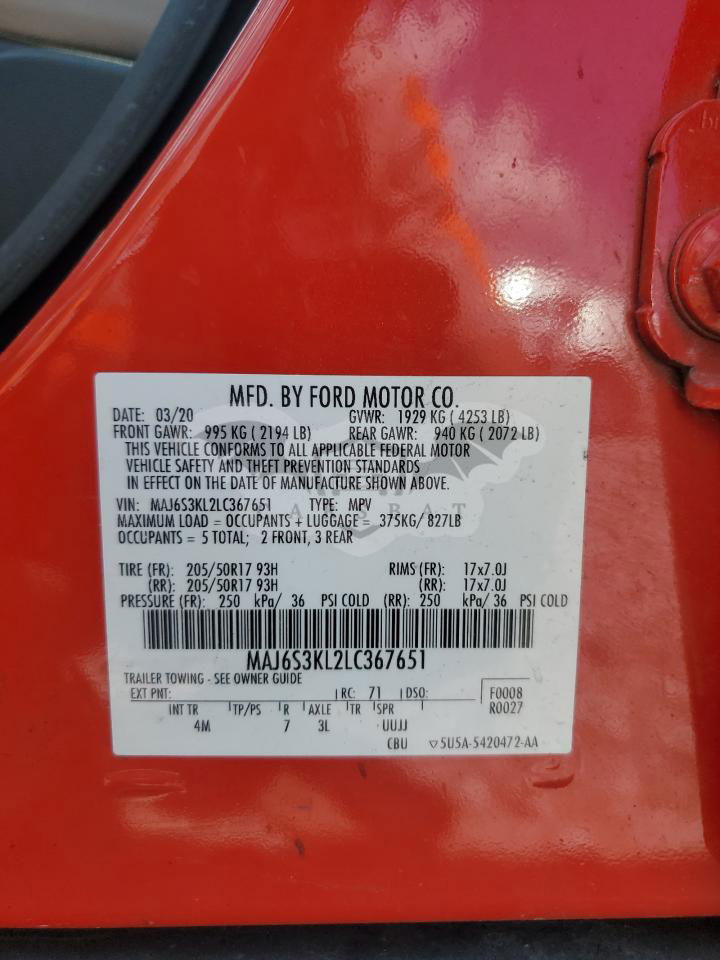 MFD. BY FORD MOTOR CO.
DATE: 03/20 GVWR: 1929 KG ( 4253 LB)
FRONT GAWR: 995 KG ( 2194 LB) REAR GAWR: 940 KG ( 2072 LB)
THIS VEHICLE CONFORMS TO ALL APPLICABLE FEDERAL MOTOR
VEHICLE SAFETY AND THEFT PREVENTION STANDARDS
IN EFFECT ON THE DATE OF MANUFACTURE SHOWN ABOVE.
VIN: MAJ6S3KL2LC367651 TYPE: MPV
MAXIMUM LOAD = OCCUPANTS + LUGGAGE = 375KG/ 827LB
OCCUPANTS = 5 TOTAL; 2 FRONT, 3 REAR
TIRE (FR): 205/50R17 93H RIMS (FR): 17x7.0J
(RR): 205/50R17 93H (RR): 17x7.0J
PRESSURE (FR): 250 kPa/ 36 PSI COLD (RR): 250 kPa/ 36 PSI COLD
MAJ6S3KL2LC367651
TRAILER TOWING - SEE OWNER GUIDE
EXT PNT: RC: 71 DSO: F0008
R0027
INT TR TP/PS R AXLE TR SPR
4M 7 3L UUJJ
CBU 5U5A-5420472-AA